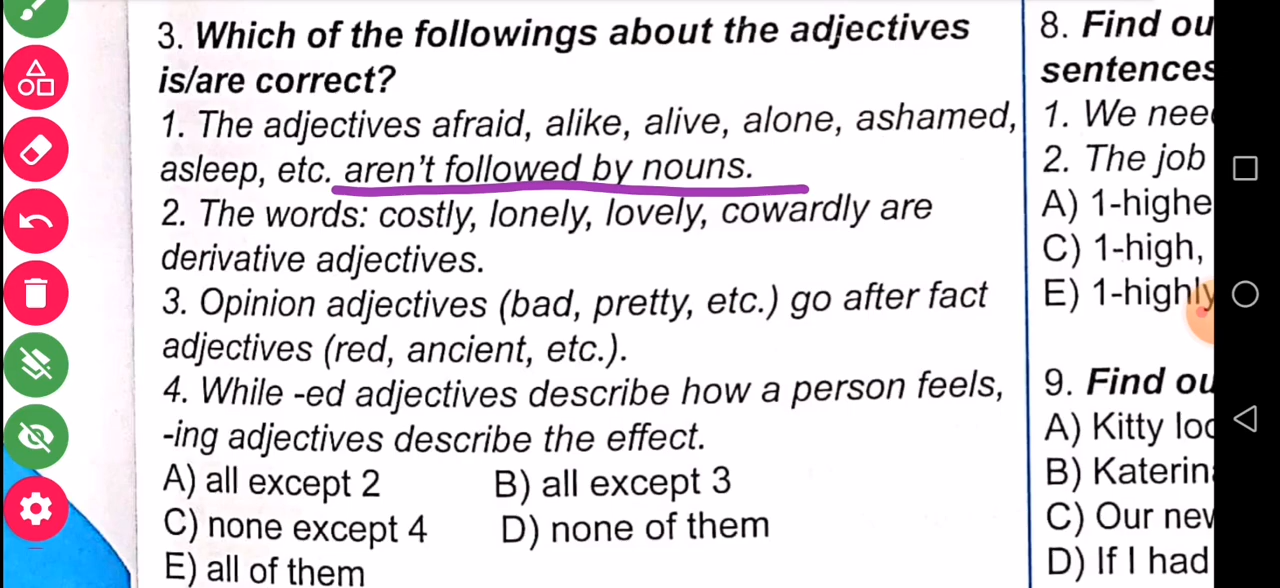 3. Which of the followings about the adjectives
is/are correct?
1. The adjectives afraid, alike, alive, alone, ashamed,
asleep, etc. aren't followed by nouns.
2. The words: costly, lonely, lovely, cowardly are
derivative adjectives.
3. Opinion adjectives (bad, pretty, etc.) go after fact
adjectives (red, ancient, etc.).
4. While -ed adjectives describe how a person feels,
-ing adjectives describe the effect.
A) all except 2 B) all except 3
C) none except 4 D) none of them
E) all of them
8. Find
sentences
1. We
2. The job
A)
C) 1-high,
E) 1-highly
9. Find
A) Kitty
B)
C) Our
D) If I had